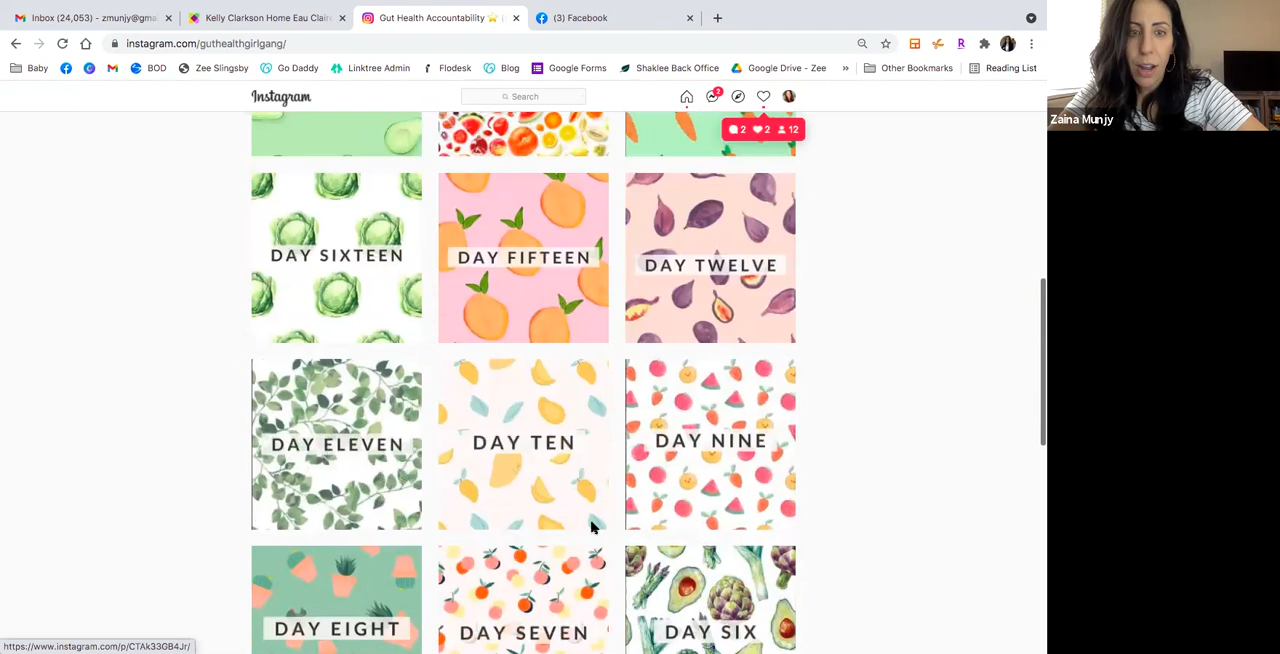 Inbox (24,053) - zmunjy@gma
Kelly Clarkson Home Eau Claire
Gut Health Accountability
(3) Facebook
instagram.com/guthealthgirlgang/
Baby
BOD
Zee Slingsby
Go Daddy
Linktree Admin
Flodesk
Blog
Google Forms
Shaklee Back Office
Google Drive - Zee
Other Bookmarks
Reading List
Instagram
Search
2
2
2
12
DAY SIXTEEN
DAY FIFTEEN
DAY TWELVE
DAY ELEVEN
DAY TEN
DAY NINE
DAY EIGHT
DAY SEVEN
DAY SIX
https://www.instagram.com/p/CTAk33GB4Jr/
Zaina Munjy